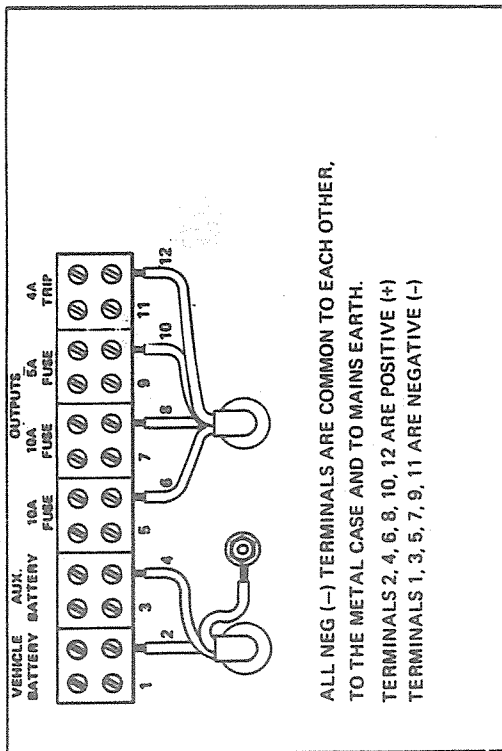 OUTPUTS
VEHICLE BATTERY
AUX. BATTERY
10A FUSE
10A FUSE
5A FUSE
4A TRIP
1 2 3 4 5 6 7 8 9 10 11 12
ALL NEG (−) TERMINALS ARE COMMON TO EACH OTHER,
TO THE METAL CASE AND TO MAINS EARTH.
TERMINALS 2, 4, 6, 8, 10, 12 ARE POSITIVE (+)
TERMINALS 1, 3, 5, 7, 9, 11 ARE NEGATIVE (−)